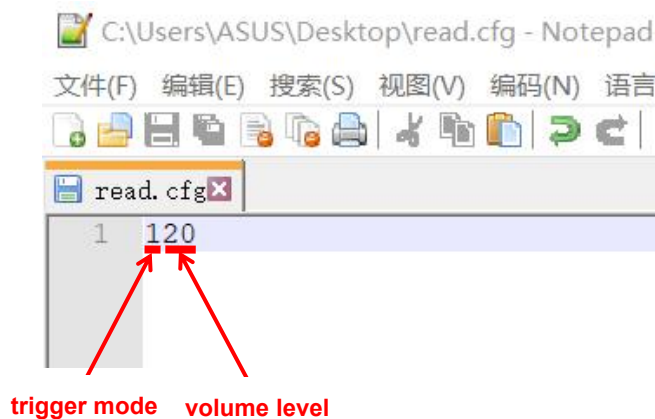 C:\Users\ASUS\Desktop\read.cfg - Notepad
文件(F) 编辑(E) 搜索(S) 视图(V) 编码(N) 语言
read.cfg
1 120
trigger mode volume level